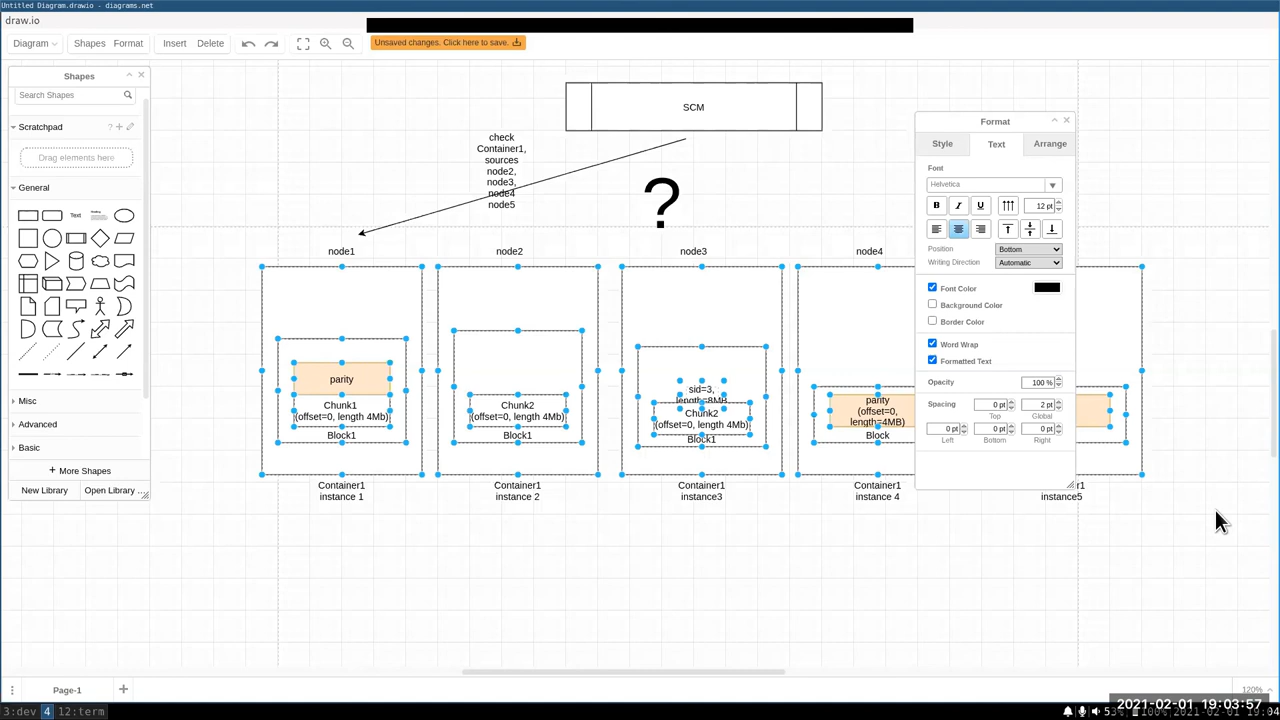 Untitled Diagram.drawio - diagrams.net
draw.io
Diagram
Shapes
Format
Insert
Delete
Unsaved changes. Click here to save.
Shapes
Search Shapes
Scratchpad
?
Drag elements here
General
Text
Heading
Misc
Advanced
Basic
+ More Shapes
New Library
Open Library ...
SCM
check
Container1,
sources
node2,
node3,
node4
node5
?
node1
node2
node3
node4
parity
Chunk1
(offset=0, length 4Mb)
Block1
Container1
instance 1
Chunk2
(offset=0, length 4Mb)
Block1
Container1
instance 2
sid=3,
length=8MB
Chunk2
(offset=0, length 4Mb)
Block1
Container1
instance3
parity
(offset=0,
length=4MB)
Block
Container1
instance 4
r1
instance5
Format
Style
Text
Arrange
Font
Helvetica
B
I
U
12 pt
Position
Bottom
Writing Direction
Automatic
Font Color
Background Color
Border Color
Word Wrap
Formatted Text
Opacity
100 %
Spacing
0 pt
2 pt
Top
Global
0 pt
0 pt
0 pt
Left
Bottom
Right
Page-1
120%
3:dev
4
12:term
2021-02-01 19:03:57